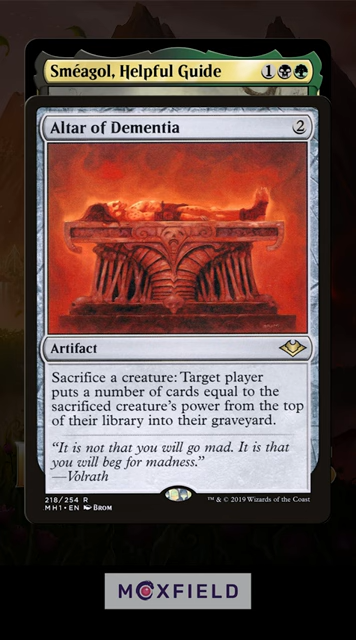 Sméagol, Helpful Guide 1
Altar of Dementia 2
Artifact
Sacrifice a creature: Target player
puts a number of cards equal to the
sacrificed creature's power from the top
of their library into their graveyard.
"It is not that you will go mad. It is that
you will beg for madness."
—Volrath
218/254 R
MH1 • EN BROM ™ & © 2019 Wizards of the Coast
MOXFIELD